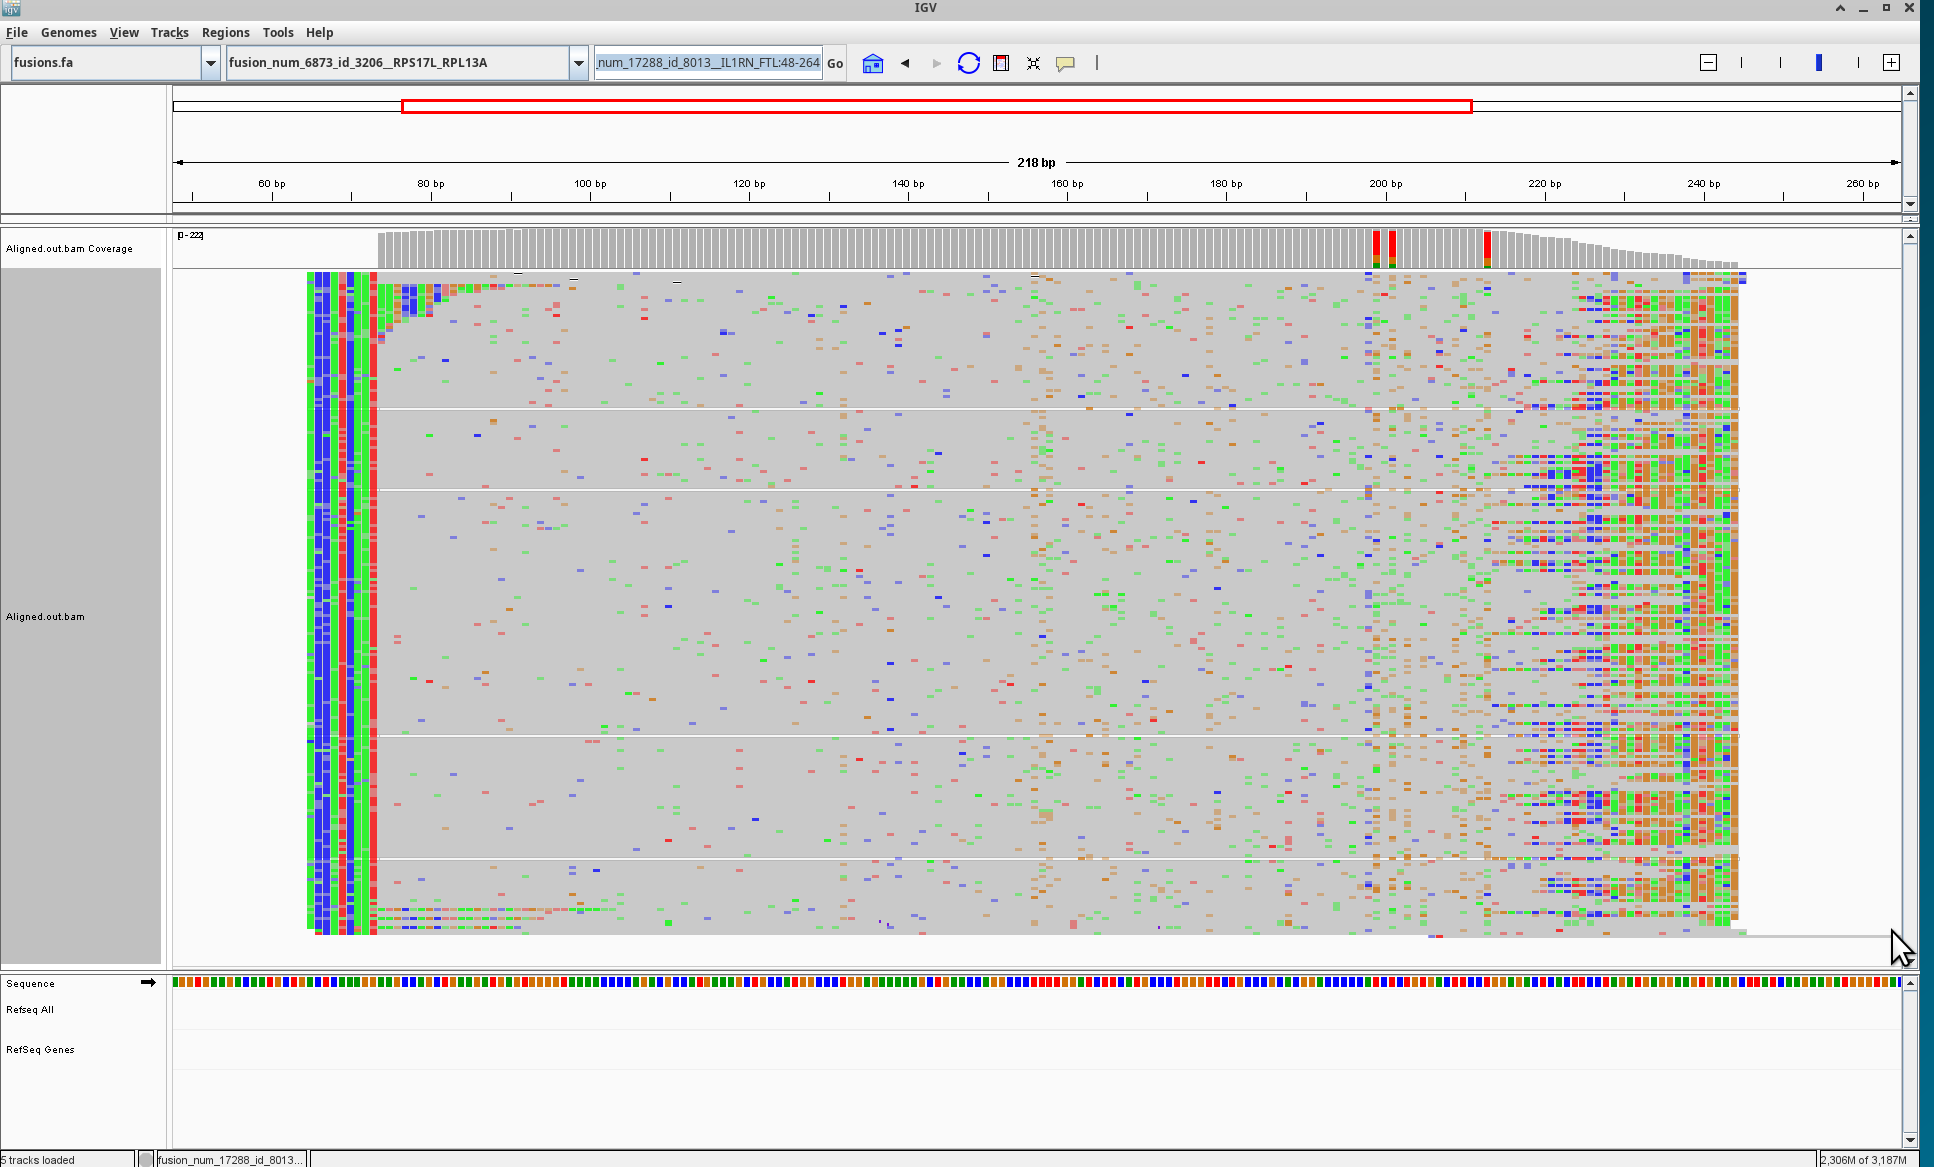 IGV
File Genomes View Tracks Regions Tools Help
fusions.fa fusion_num_6873_id_3206__RPS17L_RPL13A _num_17288_id_8013__IL1RN_FTL:48-264 Go
218 bp
60 bp 80 bp 100 bp 120 bp 140 bp 160 bp 180 bp 200 bp 220 bp 240 bp 260 bp
[0 - 222]
Aligned.out.bam Coverage
Aligned.out.bam
Sequence
Refseq All
RefSeq Genes
5 tracks loaded fusion_num_17288_id_8013... 2,306M of 3,187M